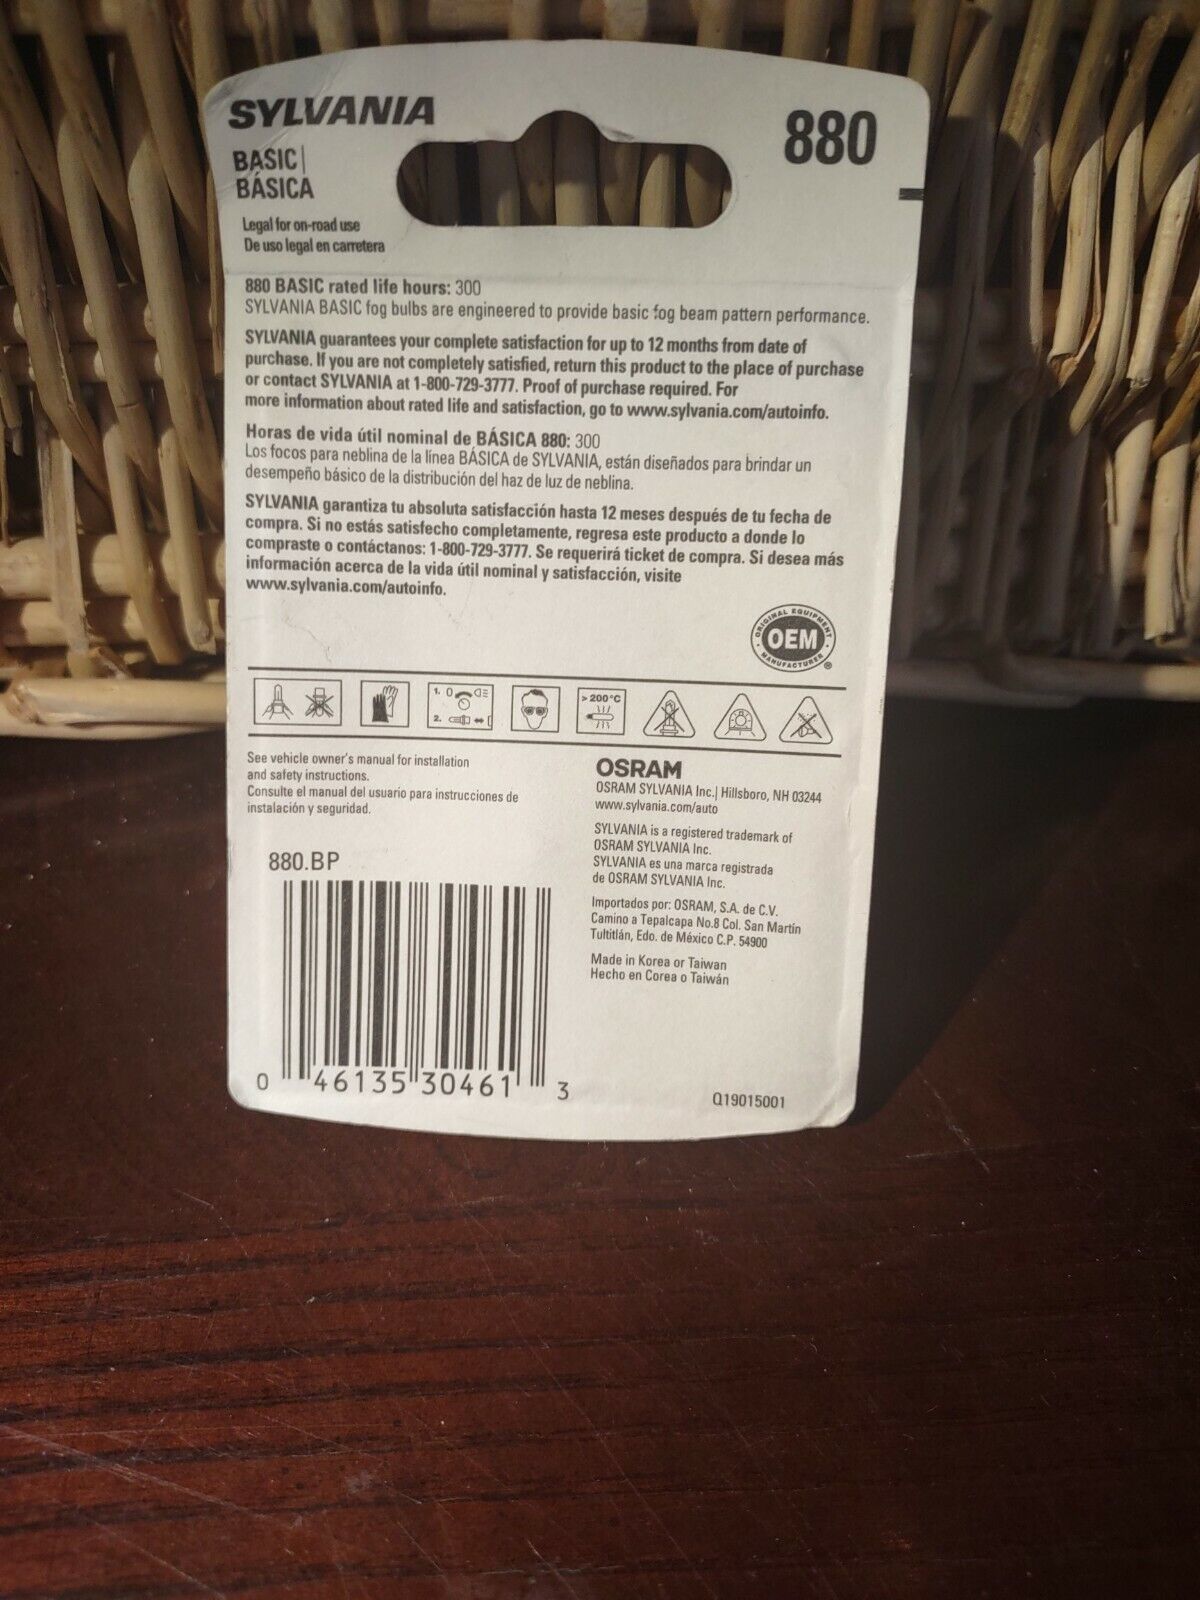 SYLVANIA
880
BASIC|
BÁSICA
Legal for on-road use
De uso legal en carretera
880 BASIC rated life hours: 300
SYLVANIA BASIC fog bulbs are engineered to provide basic fog beam pattern performance.
SYLVANIA guarantees your complete satisfaction for up to 12 months from date of
purchase. If you are not completely satisfied, return this product to the place of purchase
or contact SYLVANIA at 1-800-729-3777. Proof of purchase required. For
more information about rated life and satisfaction, go to www.sylvania.com/autoinfo.
Horas de vida útil nominal de BÁSICA 880: 300
Los focos para neblina de la línea BÁSICA de SYLVANIA, están diseñados para brindar un
desempeño básico de la distribución del haz de luz de neblina.
SYLVANIA garantiza tu absoluta satisfacción hasta 12 meses después de tu fecha de
compra. Si no estás satisfecho completamente, regresa este producto a donde lo
compraste o contáctanos: 1-800-729-3777. Se requerirá ticket de compra. Si desea más
información acerca de la vida útil nominal y satisfacción, visite
www.sylvania.com/autoinfo.
ORIGINAL EQUIPMENT
OEM
MANUFACTURER ®
1. 0
2.
>200°C
See vehicle owner's manual for installation
and safety instructions.
Consulte el manual del usuario para instrucciones de
instalación y seguridad.
880.BP
0 46135 30461 3
OSRAM
OSRAM SYLVANIA Inc.| Hillsboro, NH 03244
www.sylvania.com/auto
SYLVANIA is a registered trademark of
OSRAM SYLVANIA Inc.
SYLVANIA es una marca registrada
de OSRAM SYLVANIA Inc.
Importados por: OSRAM, S.A. de C.V.
Camino a Tepalcapa No.8 Col. San Martín
Tultitlán, Edo. de México C.P. 54900
Made in Korea or Taiwan
Hecho en Corea o Taiwán
Q19015001